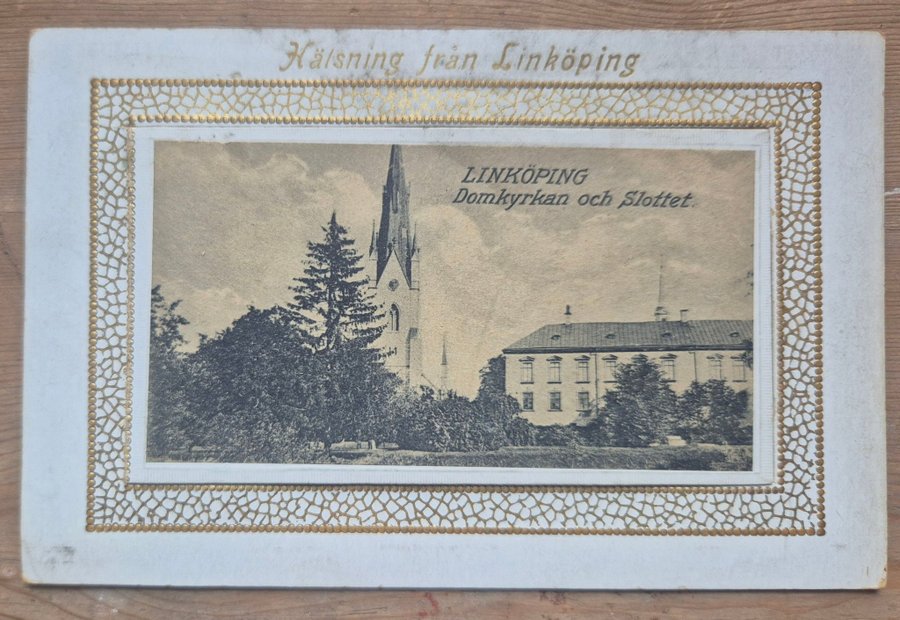 Hälsning från Linköping
LINKÖPING
Domkyrkan och Slottet.